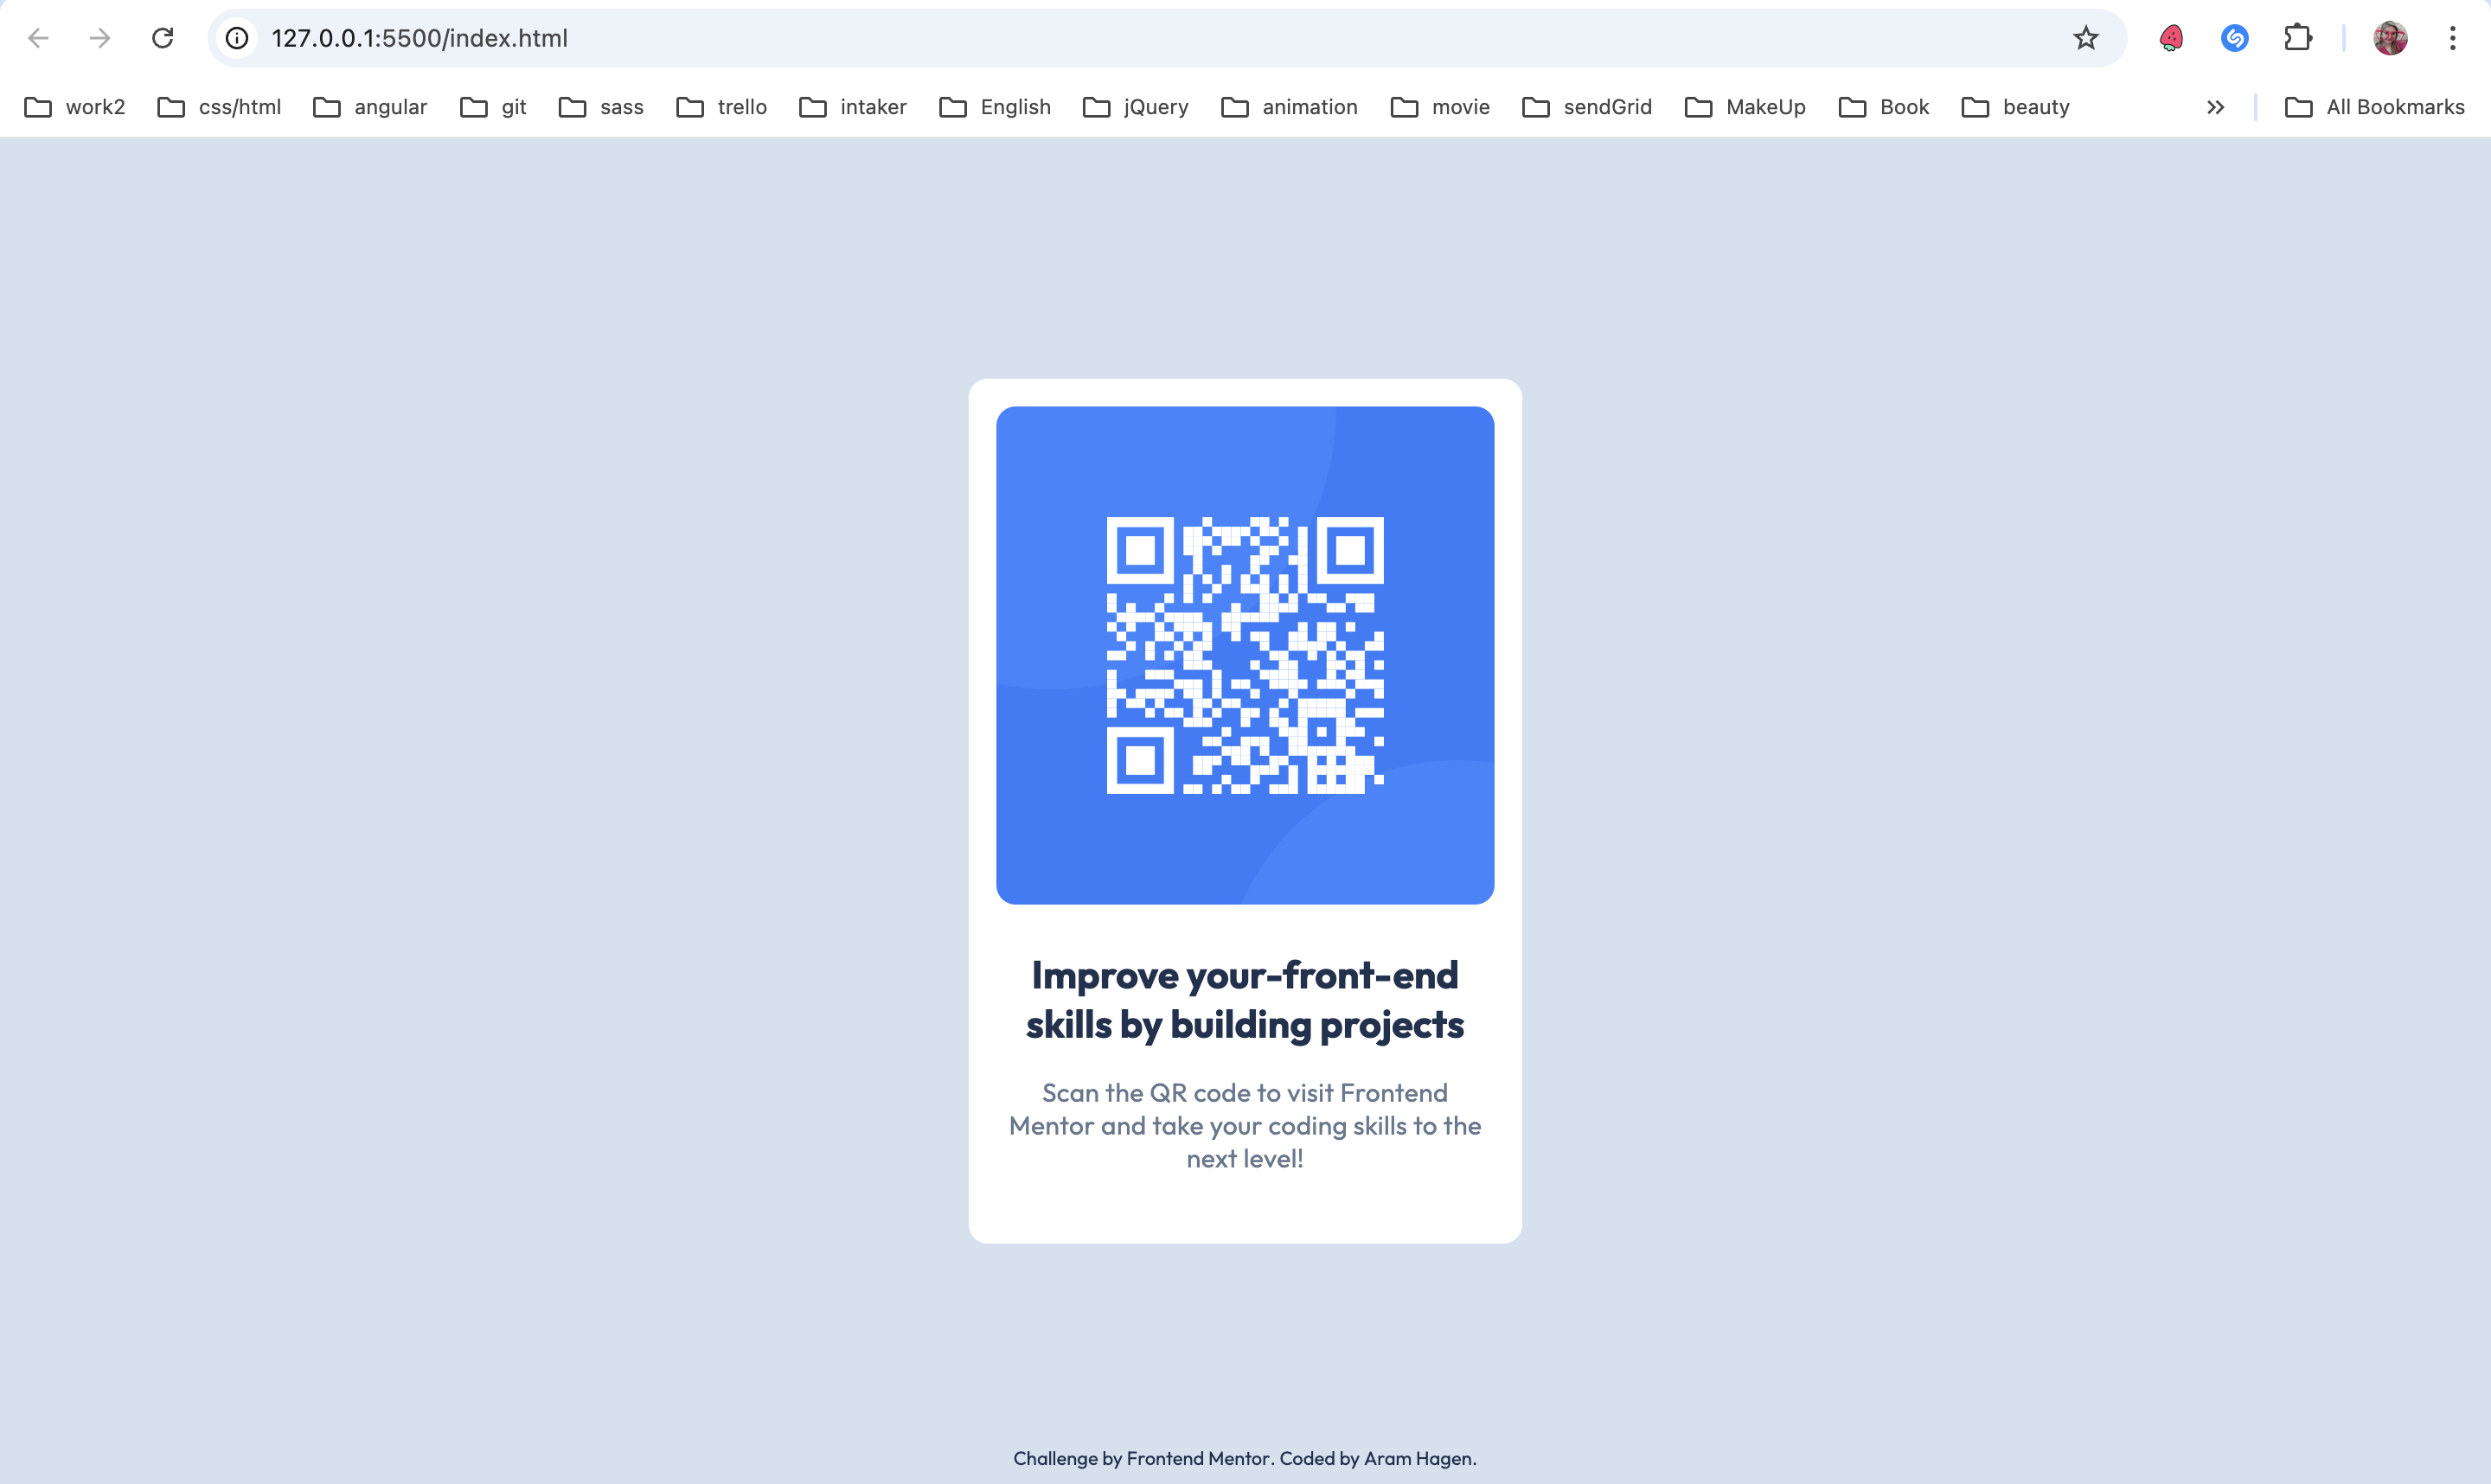 127.0.0.1:5500/index.html
work2 css/html angular git sass trello intaker English jQuery animation movie sendGrid MakeUp Book beauty All Bookmarks
Improve your-front-end
skills by building projects
Scan the QR code to visit Frontend
Mentor and take your coding skills to the
next level!
Challenge by Frontend Mentor. Coded by Aram Hagen.